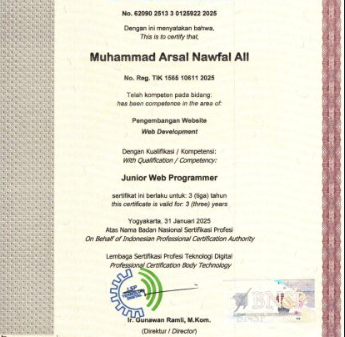 No. 62090 2513 3 0125922 2025
Dengan ini menyatakan bahwa,
This is to certify that,
Muhammad Arsal Nawfal Ali
No. Reg. TIK 1565 10611 2025
Telah kompeten pada bidang:
has been competence in the area of:
Pengembangan Website
Web Development
Dengan Kualifikasi / Kompetensi:
With Qualification / Competency:
Junior Web Programmer
sertifikat ini berlaku untuk: 3 (tiga) tahun
this certificate is valid for: 3 (three) years
Yogyakarta, 31 Januari 2025
Atas Nama Badan Nasional Sertifikasi Profesi
On Behalf of Indonesian Professional Certification Authority
Lembaga Sertifikasi Profesi Teknologi Digital
Professional Certification Body Technology
LSP
BNSP
Ir. Gunawan Ramli, M.Kom.
(Direktur / Director)